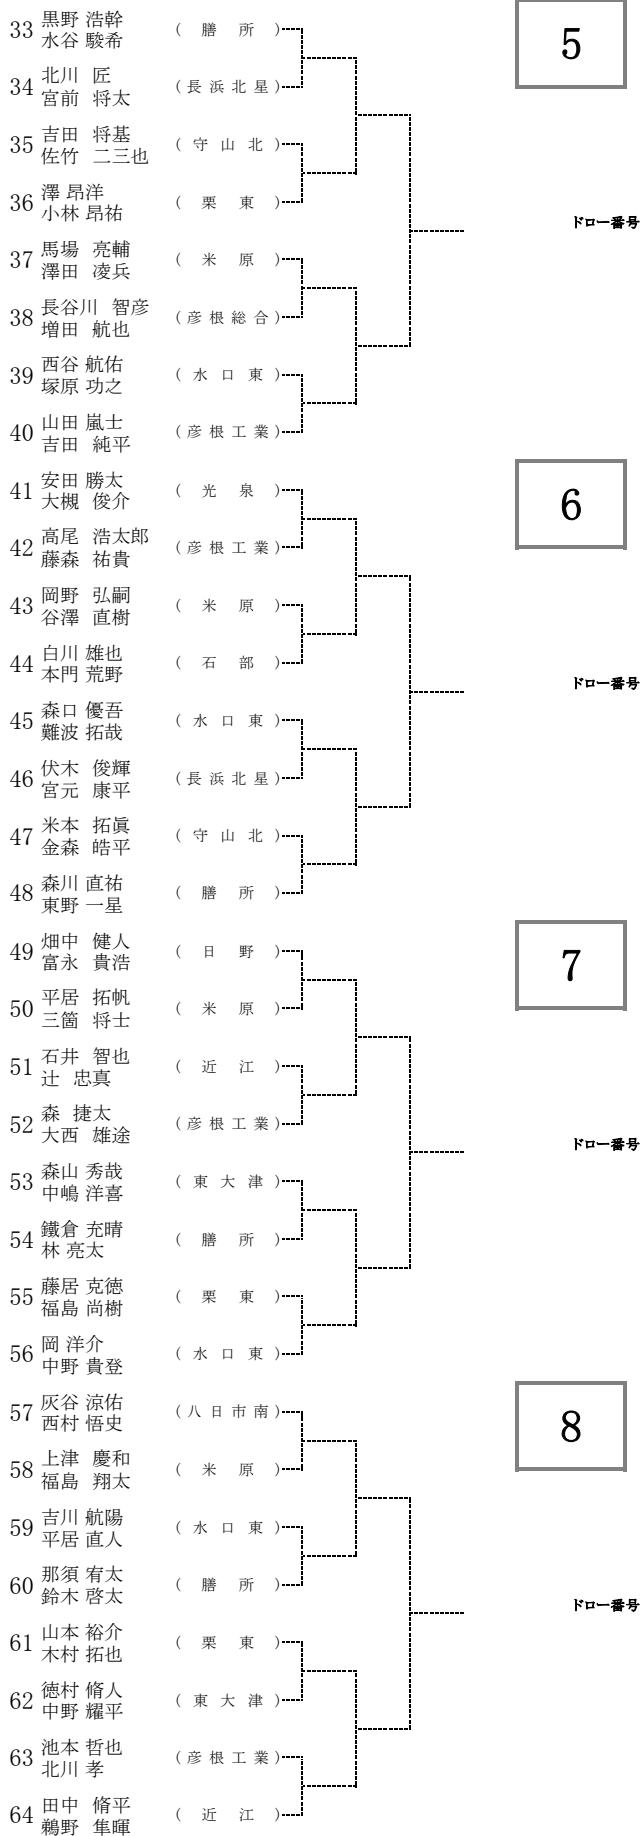 33 黒野 浩幹 ( 膳 所 )
水谷 駿希
5
34 北川 匠 ( 長 浜 北 星 )
宮前 将太
35 吉田 将基 ( 守 山 北 )
佐竹 二三也
36 澤 昂洋 ( 栗 東 )
小林 昂祐
ドロー番号
37 馬場 亮輔 ( 米 原 )
澤田 凌兵
38 長谷川 智彦 ( 彦 根 総 合 )
増田 航也
39 西谷 航佑 ( 水 口 東 )
塚原 功之
40 山田 嵐士 ( 彦 根 工 業 )
吉田 純平
41 安田 勝太 ( 光 泉 )
大槻 俊介
6
42 高尾 浩太郎 ( 彦 根 工 業 )
藤森 祐貴
43 岡野 弘嗣 ( 米 原 )
谷澤 直樹
44 白川 雄也 ( 石 部 )
本門 荒野
ドロー番号
45 森口 優吾 ( 水 口 東 )
難波 拓哉
46 伏木 俊輝 ( 長 浜 北 星 )
宮元 康平
47 米本 拓眞 ( 守 山 北 )
金森 皓平
48 森川 直祐 ( 膳 所 )
東野 一星
49 畑中 健人 ( 日 野 )
富永 貴浩
7
50 平居 拓帆 ( 米 原 )
三箇 将士
51 石井 智也 ( 近 江 )
辻 忠真
52 森 捷太 ( 彦 根 工 業 )
大西 雄途
ドロー番号
53 森山 秀哉 ( 東 大 津 )
中嶋 洋喜
54 鐵倉 充晴 ( 膳 所 )
林 亮太
55 藤居 克徳 ( 栗 東 )
福島 尚樹
56 岡 洋介 ( 水 口 東 )
中野 貴登
57 灰谷 涼佑 ( 八 日 市 南 )
西村 悟史
8
58 上津 慶和 ( 米 原 )
福島 翔太
59 吉川 航陽 ( 水 口 東 )
平居 直人
60 那須 宥太 ( 膳 所 )
鈴木 啓太
ドロー番号
61 山本 裕介 ( 栗 東 )
木村 拓也
62 徳村 脩人 ( 東 大 津 )
中野 耀平
63 池本 哲也 ( 彦 根 工 業 )
北川 孝
64 田中 脩平 ( 近 江 )
鵜野 隼暉